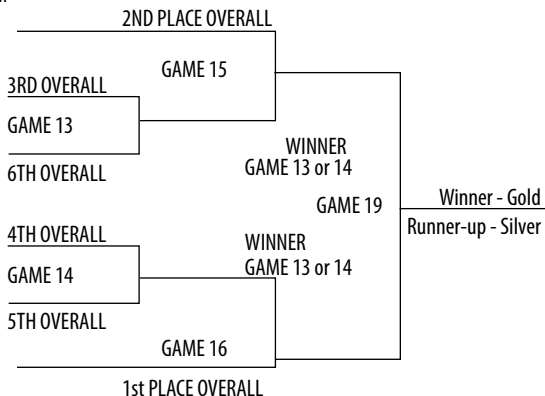 2ND PLACE OVERALL
GAME 15
3RD OVERALL
GAME 13
6TH OVERALL
WINNER
GAME 13 or 14
GAME 19
Winner - Gold
Runner-up - Silver
4TH OVERALL
WINNER
GAME 13 or 14
GAME 14
5TH OVERALL
GAME 16
1st PLACE OVERALL